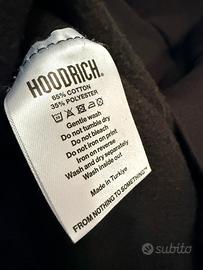 HOODRICH.
65% COTTON
35% POLYESTER
Gentle wash
Do not tumble dry
Do not bleach
Do not iron on print
Iron on reverse
Wash and dry separately
Wash inside out
Made in Turkiye
FROM NOTHING TO SOMETHING™
subito